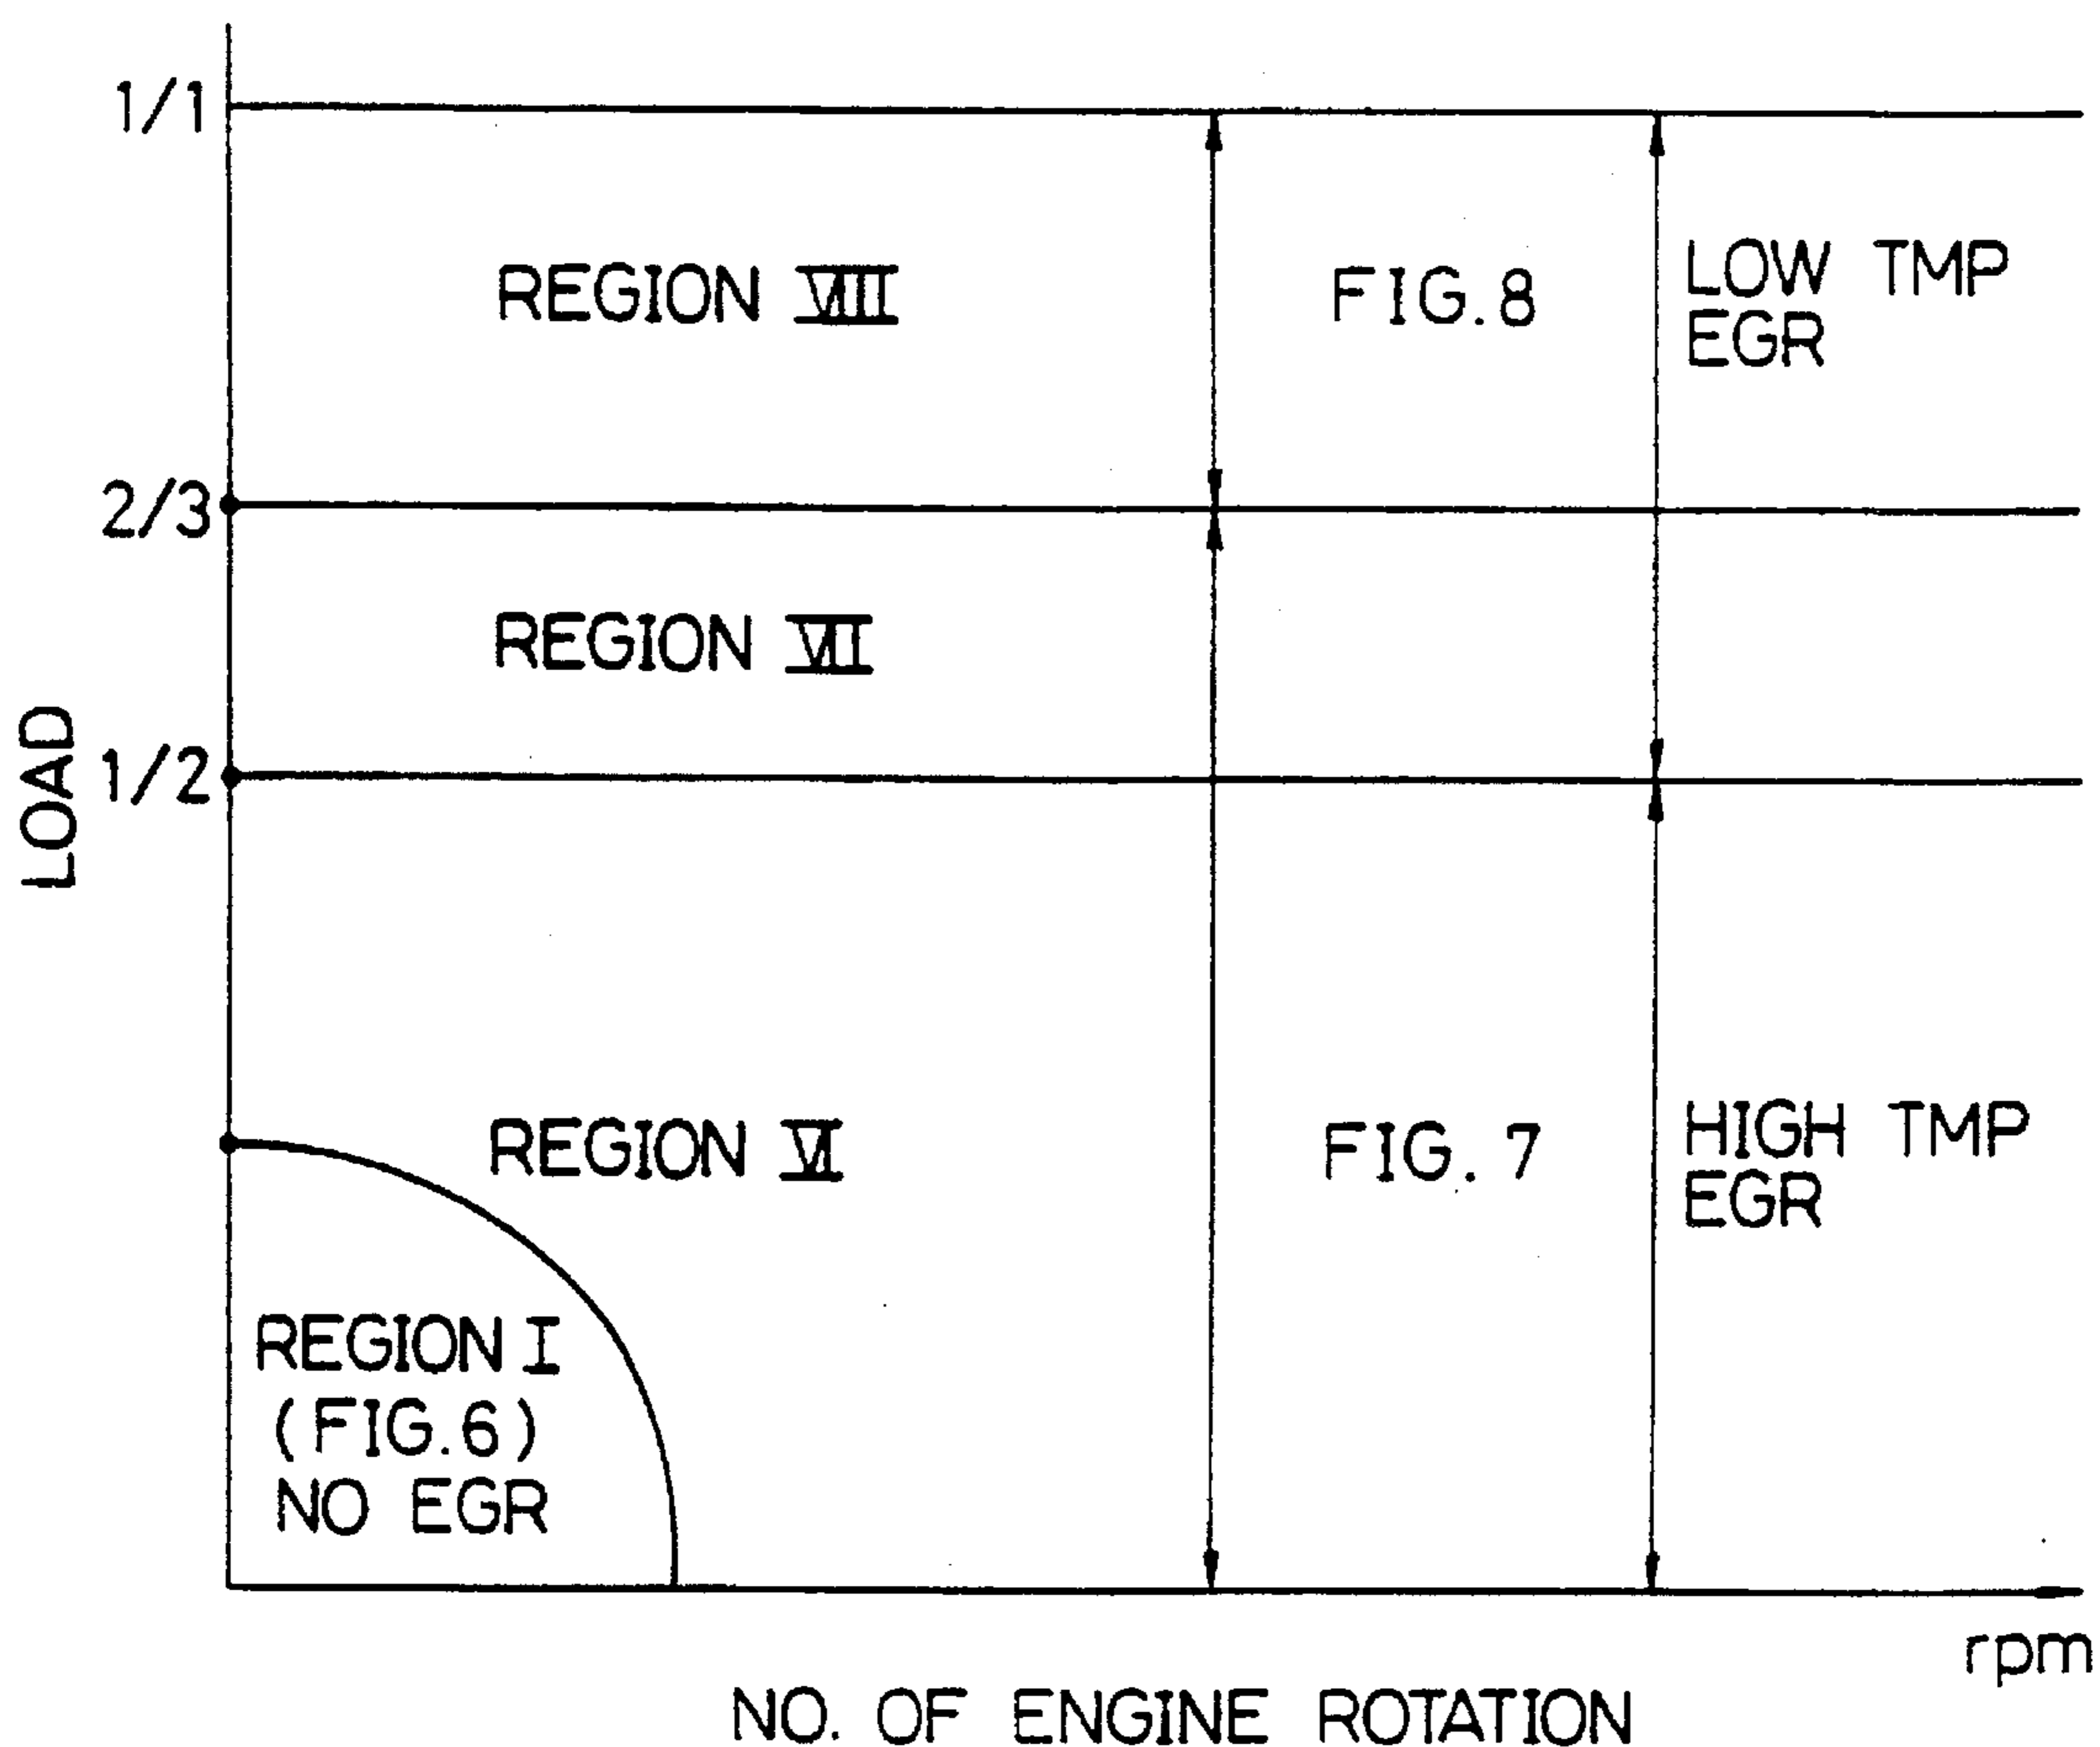 1/1
REGION VIII
FIG.8
LOW TMP
EGR
2/3
REGION VII
LOAD
1/2
REGION VI
FIG. 7
HIGH TMP
EGR
REGION I
(FIG.6)
NO EGR
rpm
NO. OF ENGINE ROTATION